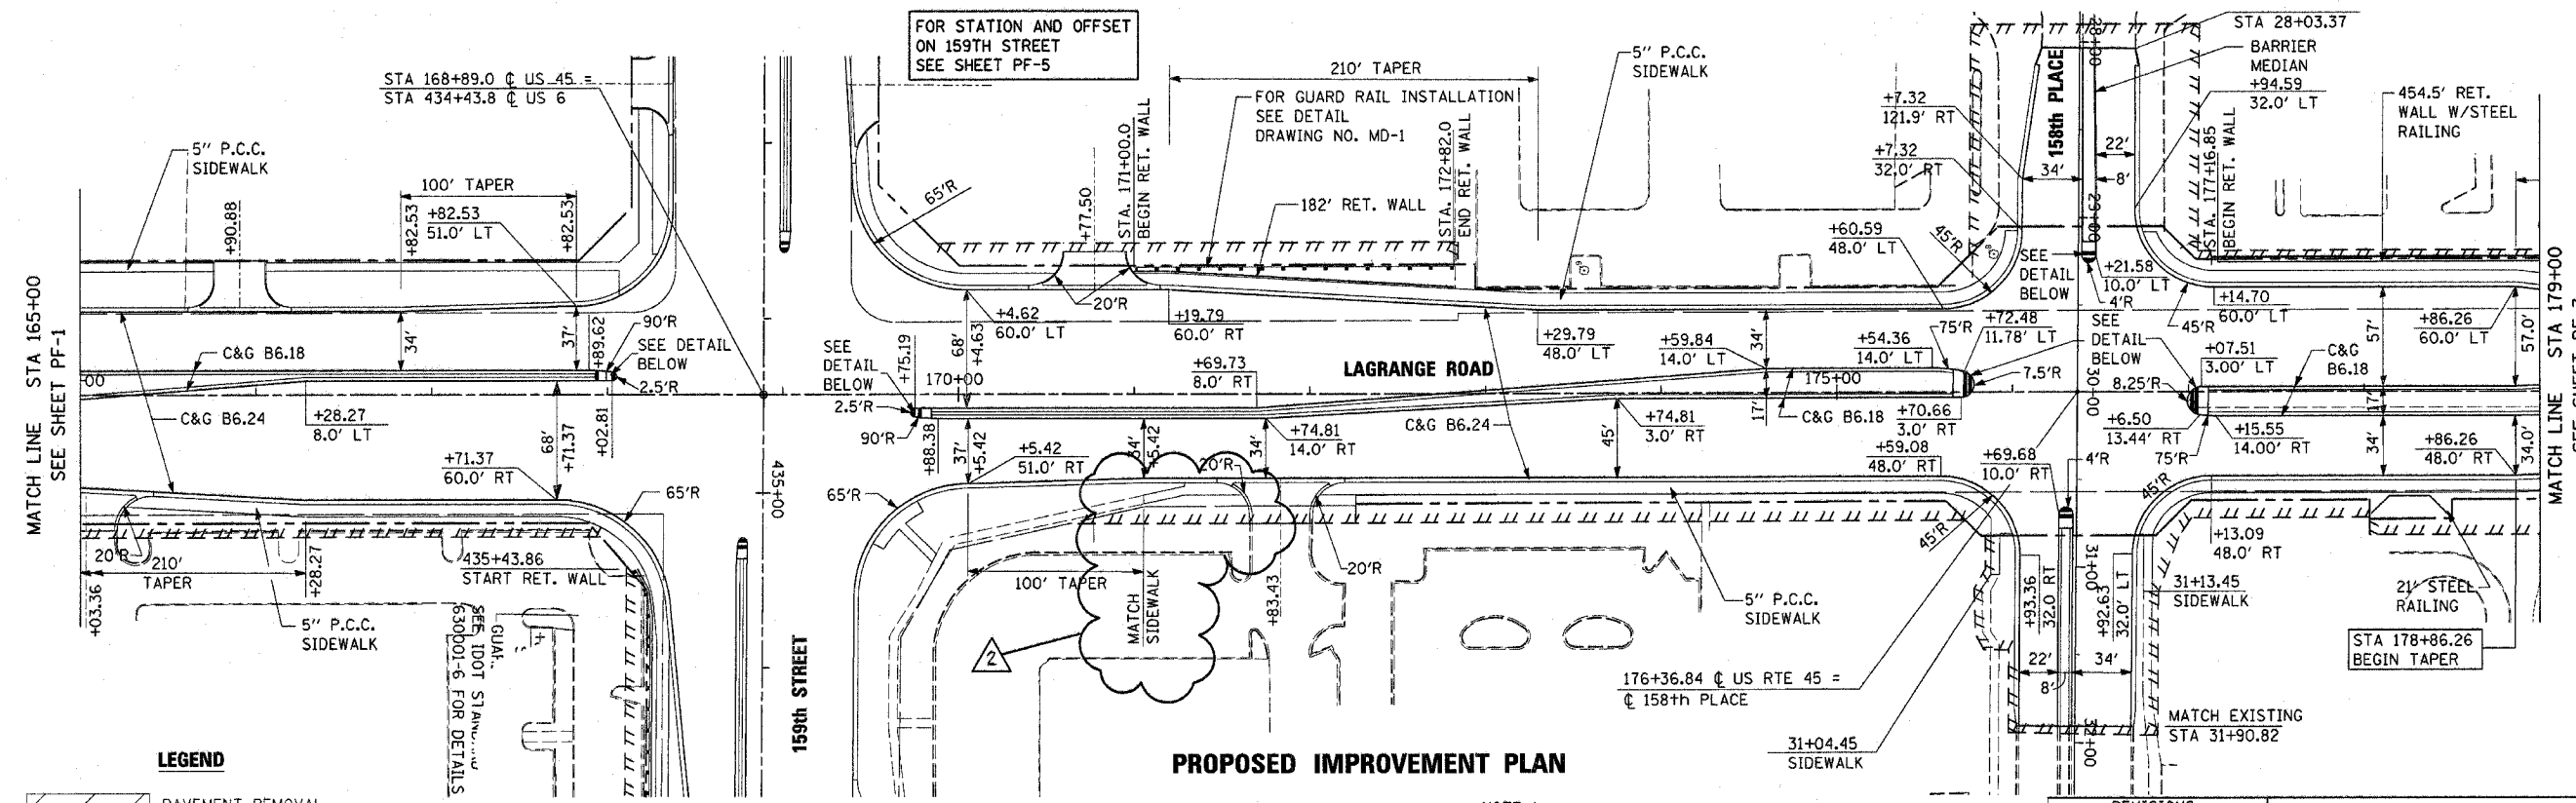 FOR STATION AND OFFSET
ON 159TH STREET
SEE SHEET PF-5
STA 168+89.0 ℄ US 45 =
STA 434+43.8 ℄ US 6
5" P.C.C.
SIDEWALK
100' TAPER
+90.88
+82.53
+82.53
51.0' LT
+82.53
65'R
+77.50
STA. 171+00.0
BEGIN RET. WALL
210' TAPER
FOR GUARD RAIL INSTALLATION
SEE DETAIL
DRAWING NO. MD-1
182' RET. WALL
STA. 172+82.0
END RET. WALL
5" P.C.C.
SIDEWALK
+7.32
121.9' RT
+7.32
32.0' RT
158th PLACE
28+00
29+00
STA 28+03.37
BARRIER
MEDIAN
+94.59
32.0' LT
34'
22'
8'
STA. 177+16.85
BEGIN RET. WALL
454.5' RET.
WALL W/STEEL
RAILING
MATCH LINE STA 165+00
SEE SHEET PF-1
C&G B6.18
34'
37'
+89.62
90'R
SEE DETAIL
BELOW
2.5'R
C&G B6.24
+28.27
8.0' LT
68'
+71.37
+02.81
+71.37
60.0' RT
65'R
SEE
DETAIL
BELOW
+75.19
68'
+4.63
170+00
+4.62
60.0' LT
20'R
+19.79
60.0' RT
+69.73
8.0' RT
+29.79
48.0' LT
LAGRANGE ROAD
34'
+59.84
14.0' LT
+54.36
14.0' LT
175+00
+60.59
48.0' LT
45'R
75'R
+72.48
11.78' LT
SEE
DETAIL
BELOW
+21.58
10.0' LT
4'R
SEE
DETAIL
BELOW
45'R
+14.70
60.0' LT
57'
+86.26
60.0' LT
57.0'
+07.51
3.00' LT
C&G
B6.18
7.5'R
8.25'R
30+00
MATCH LINE STA 179+00
2.5'R
90'R
+88.38
37'
+5.42
34'
+5.42
+5.42
51.0' RT
34'
+74.81
14.0' RT
C&G B6.24
45'
+74.81
3.0' RT
17'
C&G B6.18
+70.66
3.0' RT
+59.08
48.0' RT
+69.68
10.0' RT
4'R
+6.50
13.44' RT
75'R
+15.55
14.00' RT
17'
34'
+86.26
48.0' RT
34.0'
435+00
65'R
20'R
20'R
100' TAPER
MATCH
SIDEWALK
+83.43
2
5" P.C.C.
SIDEWALK
45'R
45'R
+13.09
48.0' RT
31+00
+93.36
32.0 RT
+92.63
32.0' LT
31+13.45
SIDEWALK
21' STEEL
RAILING
STA 178+86.26
BEGIN TAPER
22'
34'
8'
176+36.84 ℄ US RTE 45 =
℄ 158th PLACE
31+04.45
SIDEWALK
MATCH EXISTING
STA 31+90.82
32+00
20'R
210'
TAPER
+03.36
+28.27
435+43.86
START RET. WALL
5" P.C.C.
SIDEWALK
SEE IDOT
630001-6 FOR DETAILS
159th STREET
PROPOSED IMPROVEMENT PLAN
LEGEND
PAVEMENT REMOVAL
REVISIONS